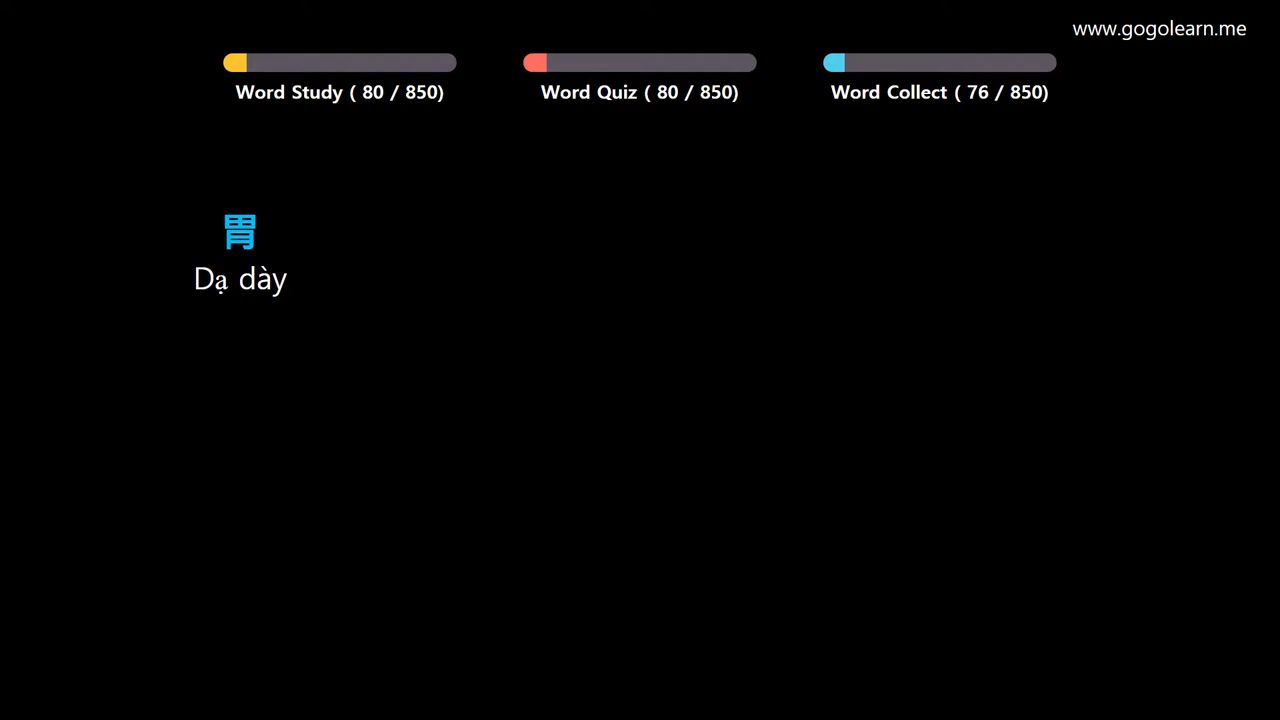 www.gogolearn.me
Word Study ( 80 / 850)
Word Quiz ( 80 / 850)
Word Collect ( 76 / 850)
胃
Dạ dày